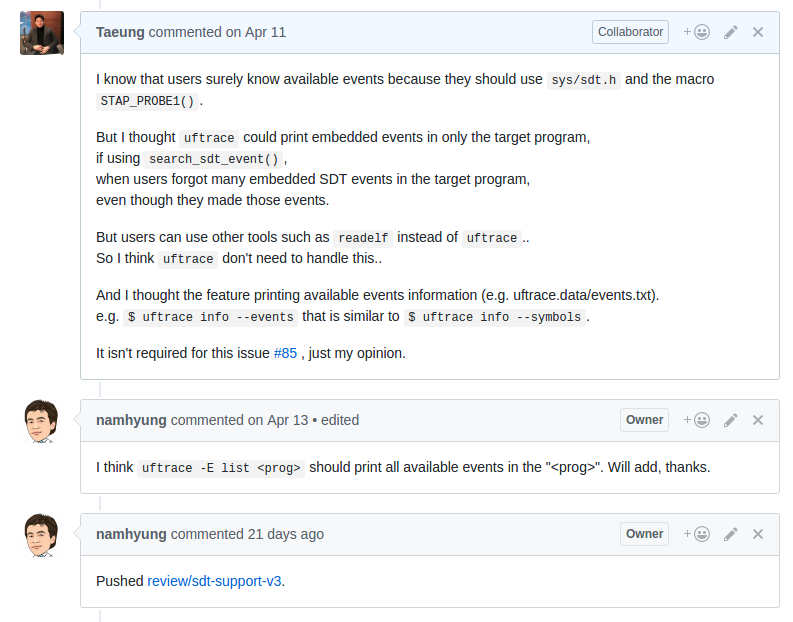 Taeung commented on Apr 11
Collaborator
I know that users surely know available events because they should use sys/sdt.h and the macro
STAP_PROBE1() .
But I thought uftrace could print embedded events in only the target program,
if using search_sdt_event() ,
when users forgot many embedded SDT events in the target program,
even though they made those events.
But users can use other tools such as readelf instead of uftrace ..
So I think uftrace don't need to handle this..
And I thought the feature printing available events information (e.g. uftrace.data/events.txt).
e.g. $ uftrace info --events that is similar to $ uftrace info --symbols .
It isn't required for this issue #85 , just my opinion.
namhyung commented on Apr 13 • edited
Owner
I think uftrace -E list <prog> should print all available events in the "<prog>". Will add, thanks.
namhyung commented 21 days ago
Owner
Pushed review/sdt-support-v3.